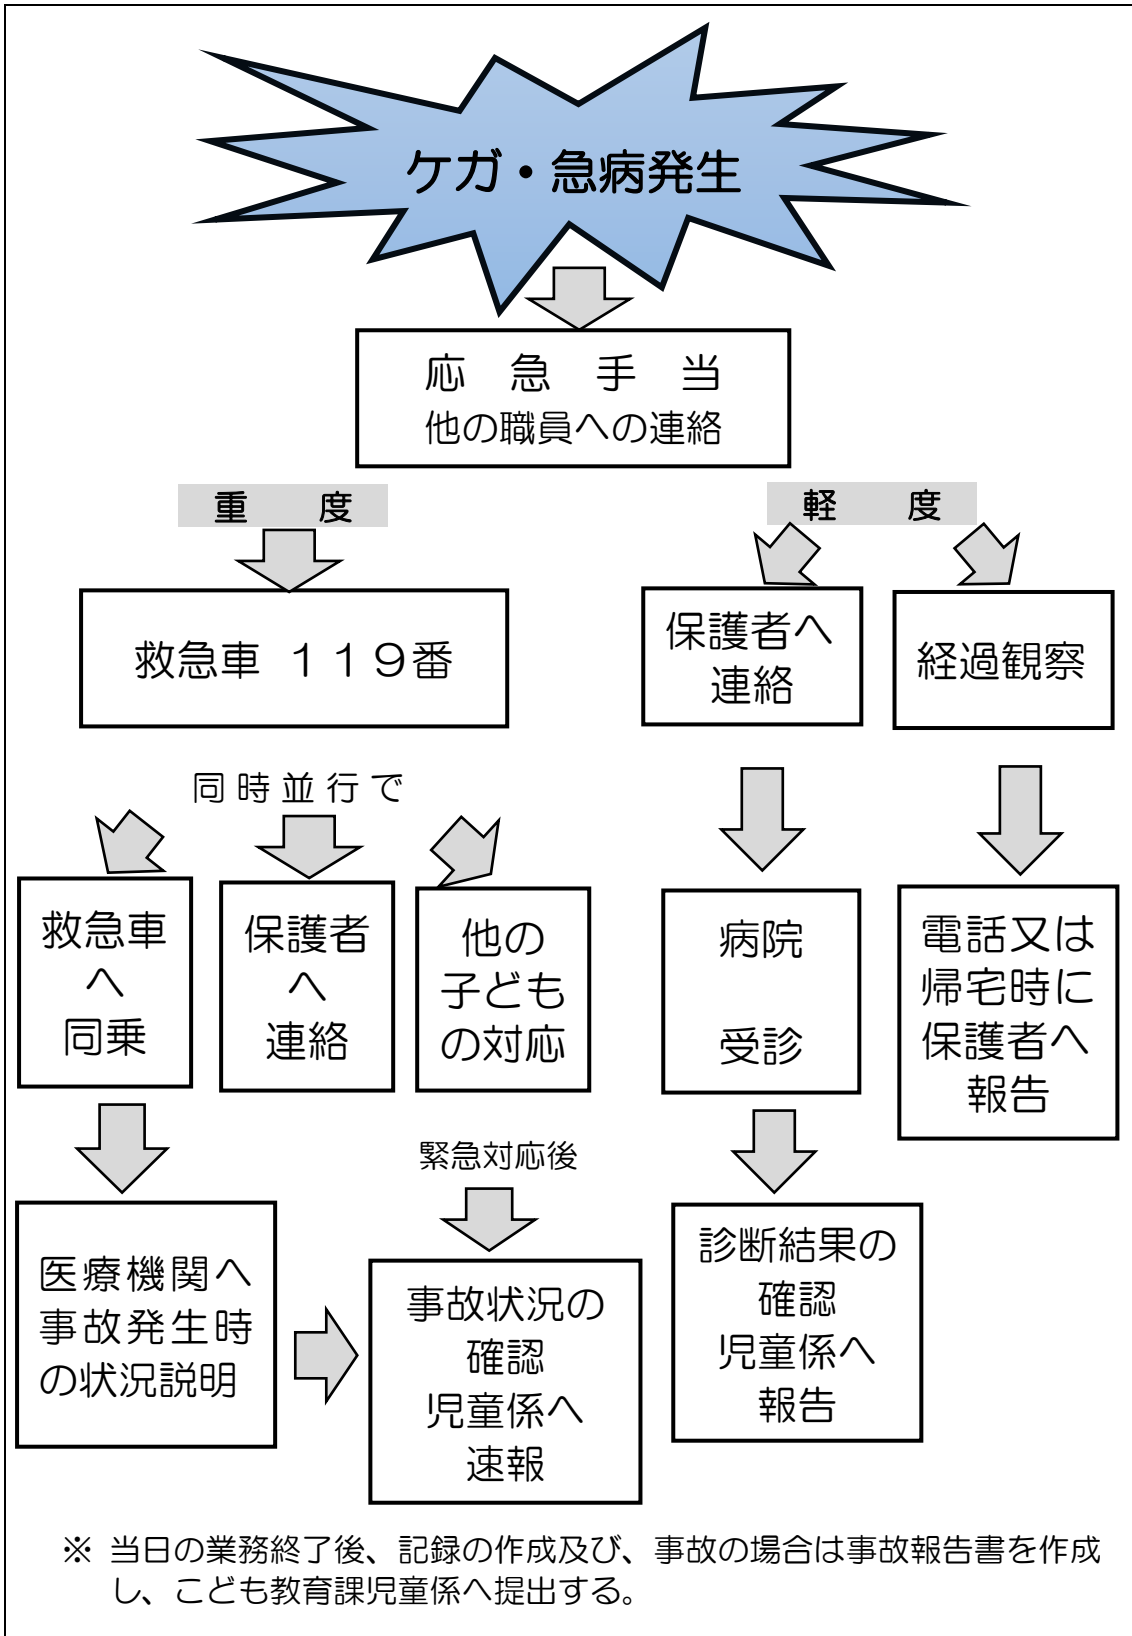 ケガ・急病発生
応　急　手　当
他の職員への連絡
重　　度
軽　　度
救急車　１１９番
保護者へ
連絡
経過観察
同時並行で
救急車
へ
同乗
保護者
へ
連絡
他の
子ども
の対応
病院
受診
電話又は
帰宅時に
保護者へ
報告
医療機関へ
事故発生時
の状況説明
緊急対応後
事故状況の
確認
児童係へ
速報
診断結果の
確認
児童係へ
報告
※ 当日の業務終了後、記録の作成及び、事故の場合は事故報告書を作成
し、こども教育課児童係へ提出する。